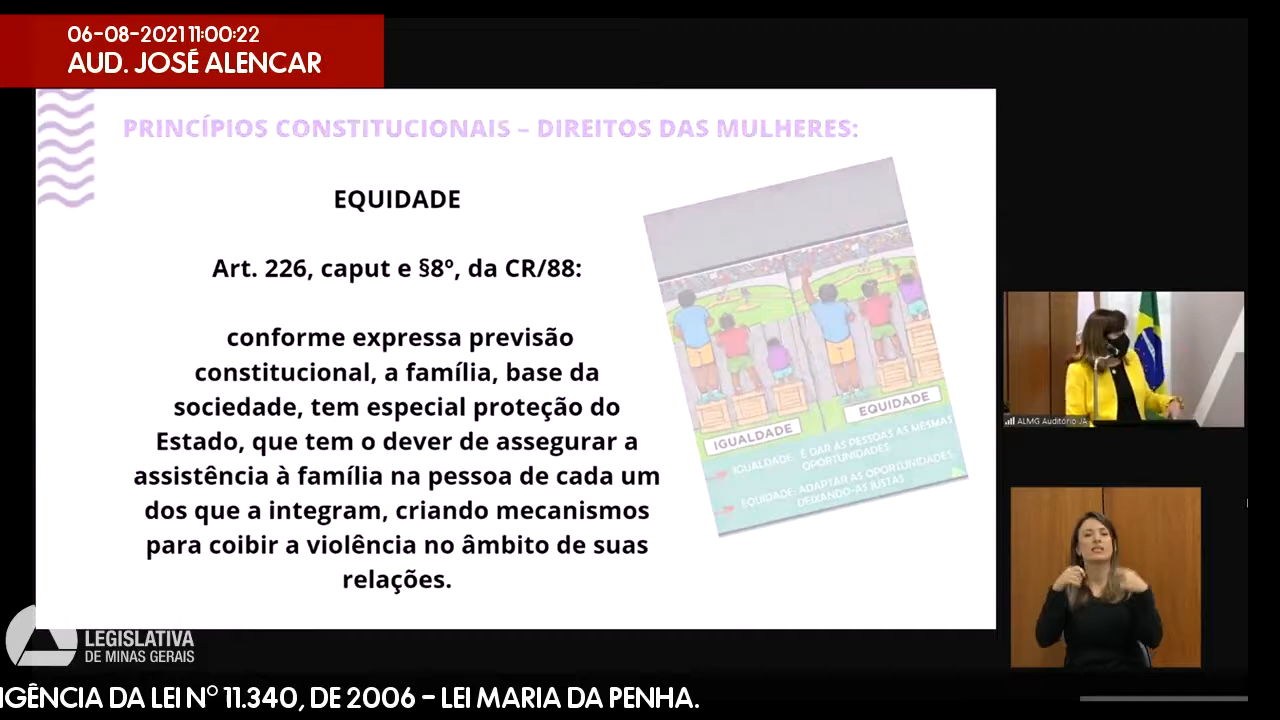 06-08-2021 11:00:22
AUD. JOSÉ ALENCAR
PRINCÍPIOS CONSTITUCIONAIS – DIREITOS DAS MULHERES:
EQUIDADE
Art. 226, caput e §8º, da CR/88:
conforme expressa previsão
constitucional, a família, base da
sociedade, tem especial proteção do
Estado, que tem o dever de assegurar a
assistência à família na pessoa de cada um
dos que a integram, criando mecanismos
para coibir a violência no âmbito de suas
relações.
IGUALDADE
EQUIDADE
IGUALDADE: É DAR ÀS PESSOAS AS MESMAS
OPORTUNIDADES
EQUIDADE: ADAPTAR AS OPORTUNIDADES,
DEIXANDO-AS JUSTAS
ALMG Auditório JA
LEGISLATIVA
DE MINAS GERAIS
IGÊNCIA DA LEI Nº 11.340, DE 2006 – LEI MARIA DA PENHA.